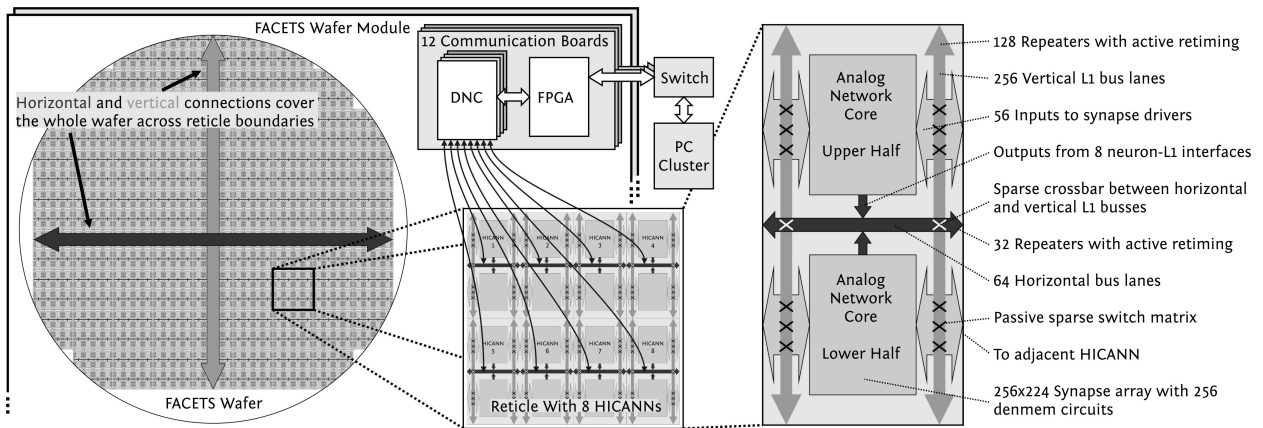 FACETS Wafer Module
Horizontal and vertical connections cover
the whole wafer across reticle boundaries
FACETS Wafer
12 Communication Boards
DNC
FPGA
Switch
PC
Cluster
HICANN
1
HICANN
2
HICANN
3
HICANN
4
HICANN
5
HICANN
6
HICANN
7
HICANN
8
Reticle With 8 HICANNs
Analog
Network
Core
Upper Half
Analog
Network
Core
Lower Half
128 Repeaters with active retiming
256 Vertical L1 bus lanes
56 Inputs to synapse drivers
Outputs from 8 neuron-L1 interfaces
Sparse crossbar between horizontal
and vertical L1 busses
32 Repeaters with active retiming
64 Horizontal bus lanes
Passive sparse switch matrix
To adjacent HICANN
256x224 Synapse array with 256
denmem circuits